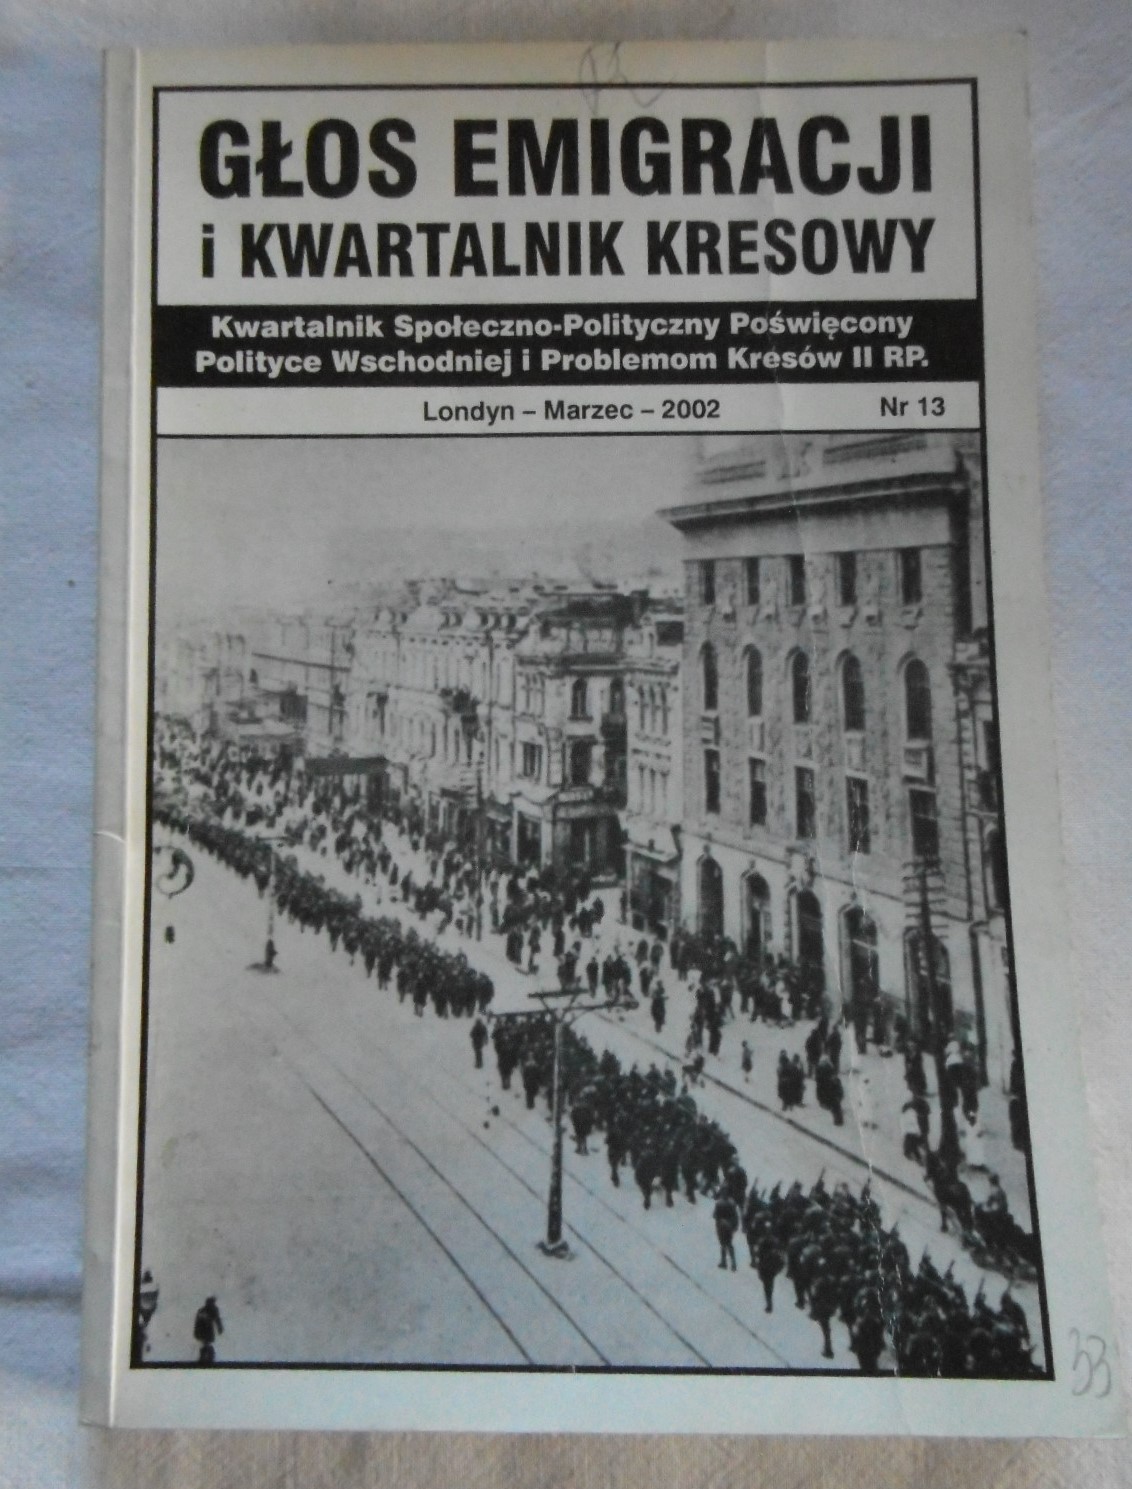 GŁOS EMIGRACJI
i KWARTALNIK KRESOWY
Kwartalnik Społeczno-Polityczny Poświęcony
Polityce Wschodniej i Problemom Kresów II RP.
Londyn – Marzec – 2002 Nr 13
53